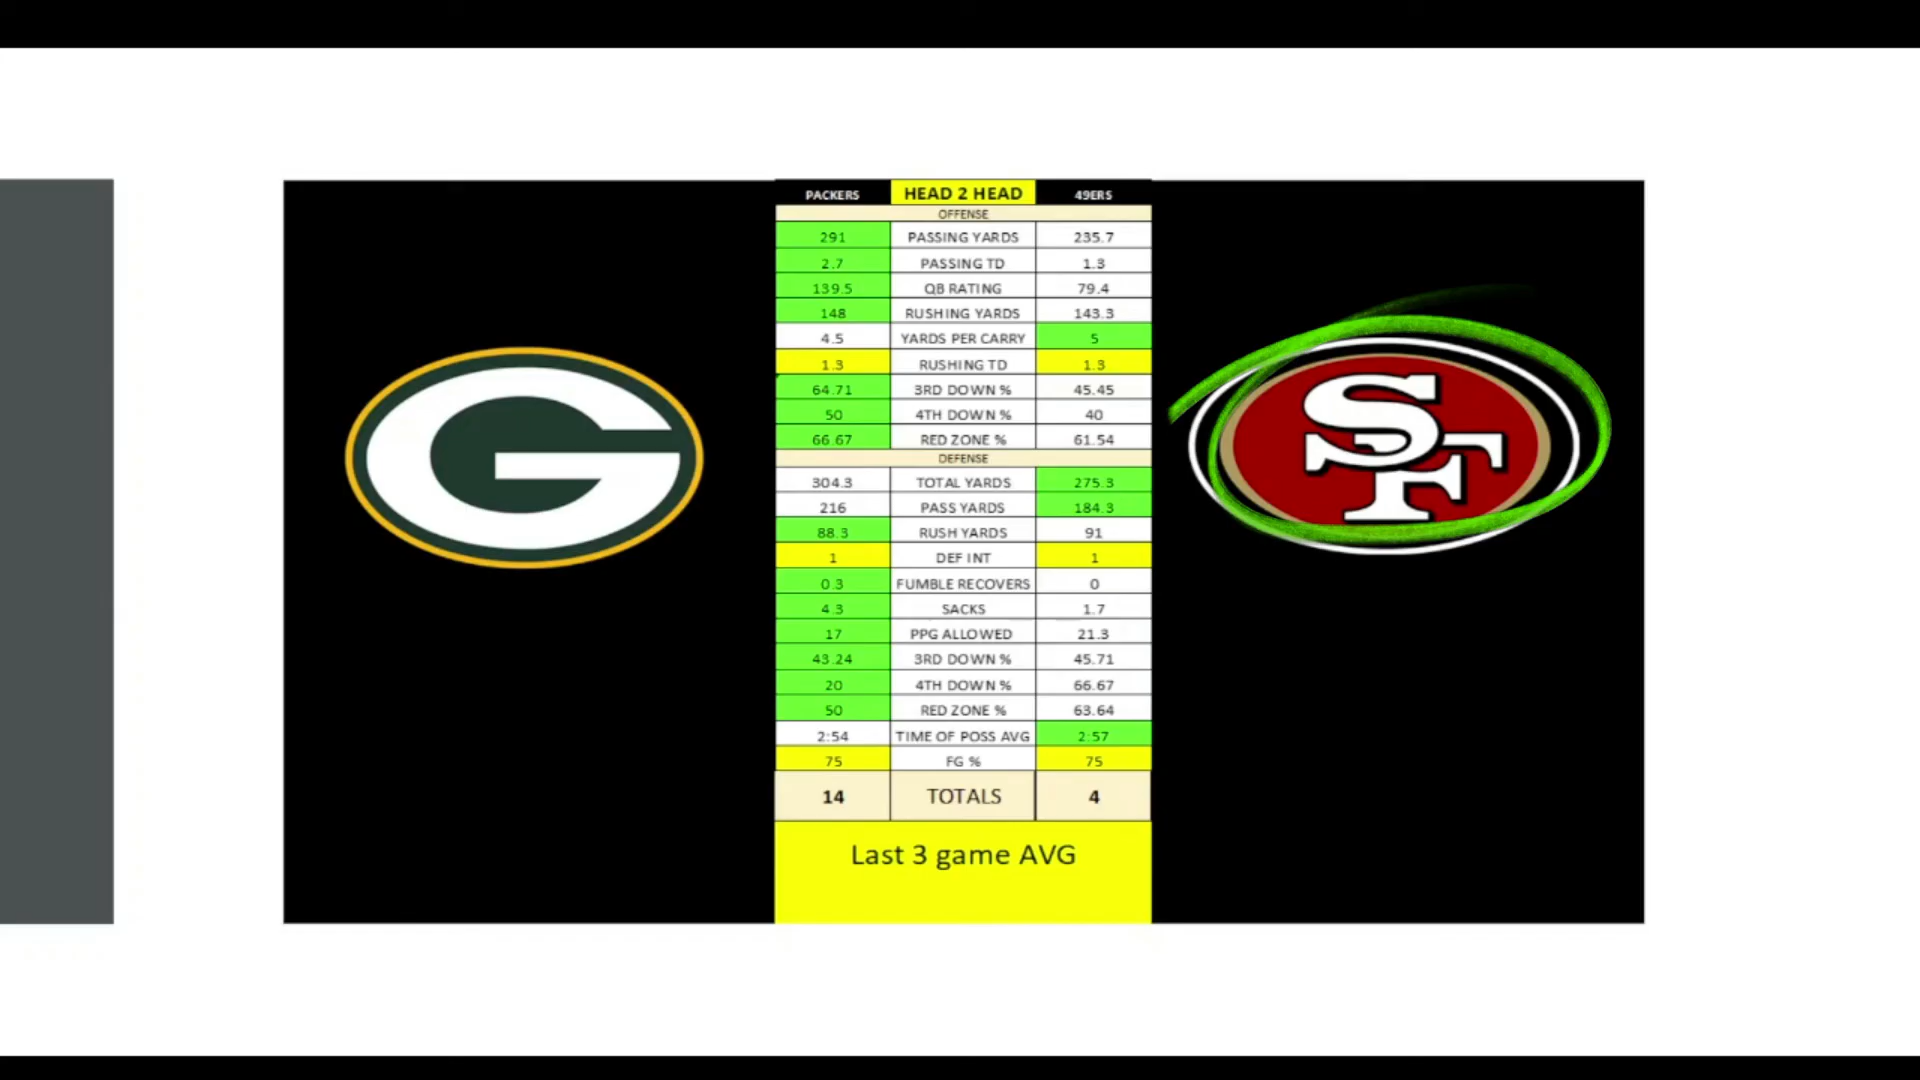 PACKERS HEAD 2 HEAD 49ERS
OFFENSE
291 PASSING YARDS 235.7
2.7 PASSING TD 1.3
139.5 QB RATING 79.4
148 RUSHING YARDS 143.3
4.5 YARDS PER CARRY 5
1.3 RUSHING TD 1.3
64.71 3RD DOWN % 45.45
50 4TH DOWN % 40
66.67 RED ZONE % 61.54
DEFENSE
304.3 TOTAL YARDS 275.3
216 PASS YARDS 184.3
88.3 RUSH YARDS 91
1 DEF INT 1
0.3 FUMBLE RECOVERS 0
4.3 SACKS 1.7
17 PPG ALLOWED 21.3
43.24 3RD DOWN % 45.71
20 4TH DOWN % 66.67
50 RED ZONE % 63.64
2:54 TIME OF POSS AVG 2:57
75 FG % 75
14 TOTALS 4
Last 3 game AVG
G
SF